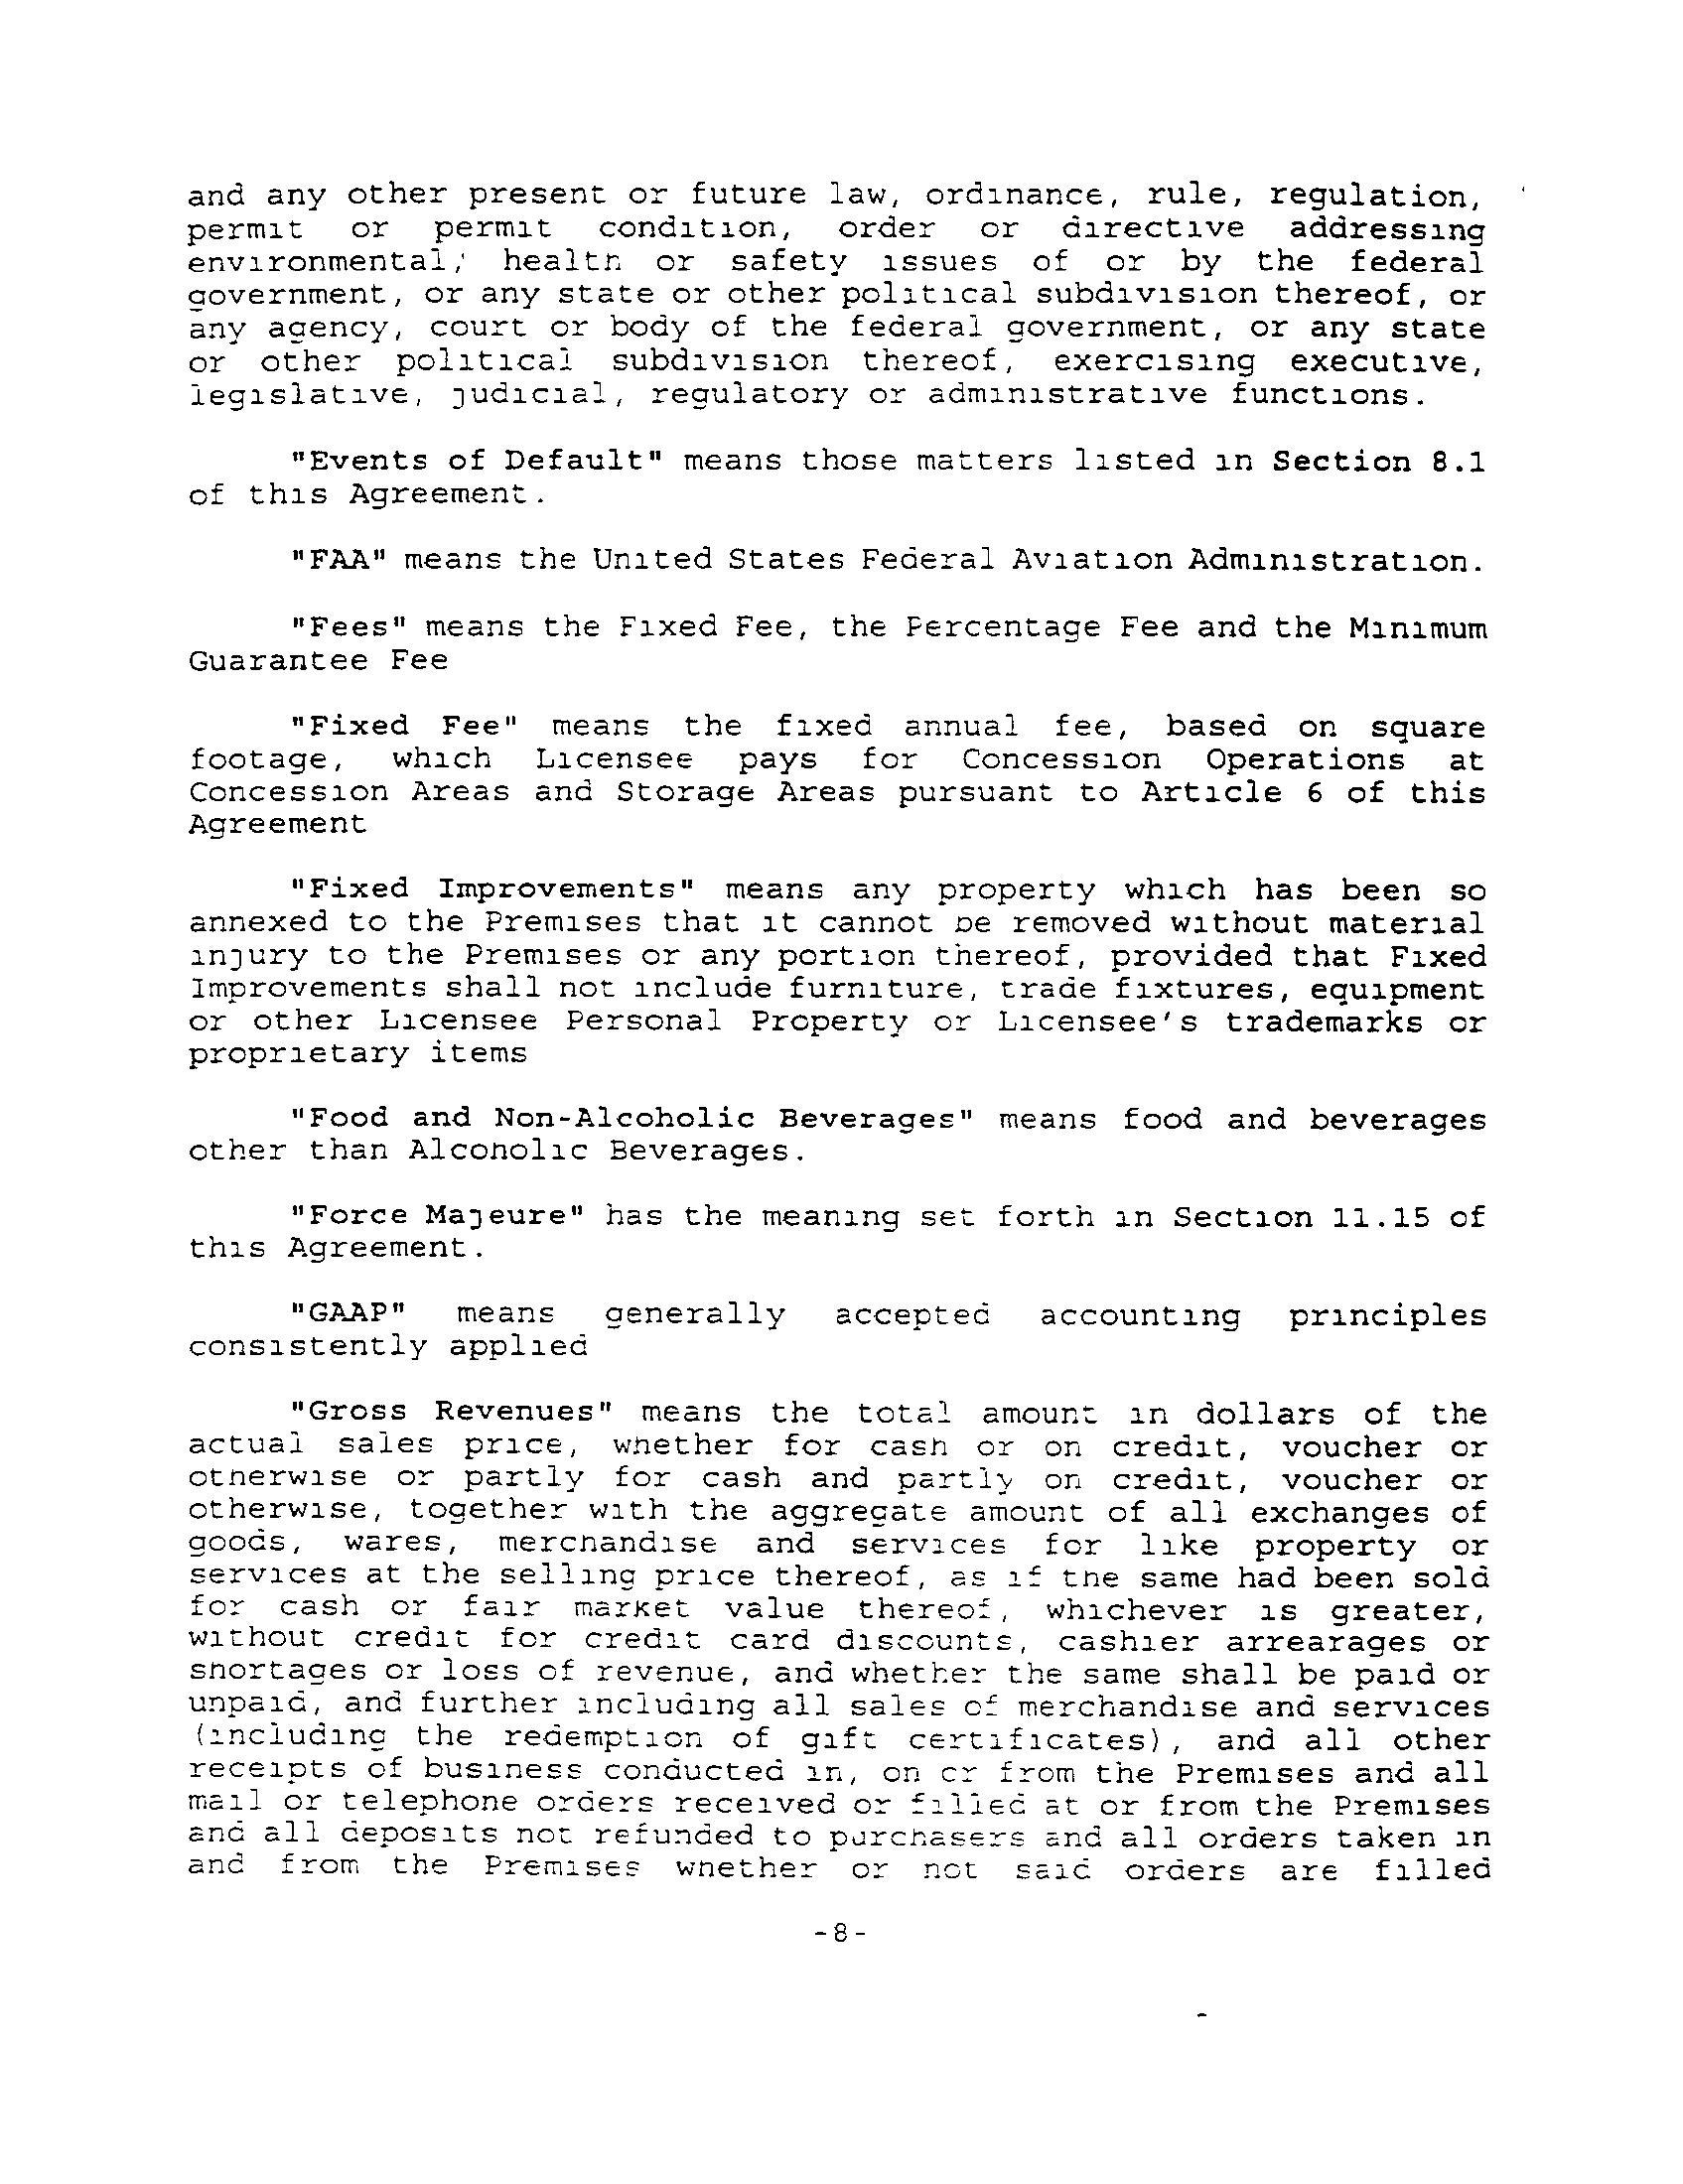 and any other present or future law, ordinance, rule, regulation,
permit or permit condition, order or directive addressing
environmental, health or safety issues of or by the federal
government, or any state or other political subdivision thereof, or
any agency, court or body of the federal government, or any state
or other political subdivision thereof, exercising executive,
legislative, judicial, regulatory or administrative functions.
"Events of Default" means those matters listed in Section 8.1
of this Agreement.
"FAA" means the United States Federal Aviation Administration.
"Fees" means the Fixed Fee, the Percentage Fee and the Minimum
Guarantee Fee
"Fixed Fee" means the fixed annual fee, based on square
footage, which Licensee pays for Concession Operations at
Concession Areas and Storage Areas pursuant to Article 6 of this
Agreement
"Fixed Improvements" means any property which has been so
annexed to the Premises that it cannot be removed without material
injury to the Premises or any portion thereof, provided that Fixed
Improvements shall not include furniture, trade fixtures, equipment
or other Licensee Personal Property or Licensee's trademarks or
proprietary items
"Food and Non-Alcoholic Beverages" means food and beverages
other than Alcoholic Beverages.
"Force Majeure" has the meaning set forth in Section 11.15 of
this Agreement.
"GAAP" means generally accepted accounting principles
consistently applied
"Gross Revenues" means the total amount in dollars of the
actual sales price, whether for cash or on credit, voucher or
otherwise or partly for cash and partly on credit, voucher or
otherwise, together with the aggregate amount of all exchanges of
goods, wares, merchandise and services for like property or
services at the selling price thereof, as if the same had been sold
for cash or fair market value thereof, whichever is greater,
without credit for credit card discounts, cashier arrearages or
shortages or loss of revenue, and whether the same shall be paid or
unpaid, and further including all sales of merchandise and services
(including the redemption of gift certificates), and all other
receipts of business conducted in, on or from the Premises and all
mail or telephone orders received or filled at or from the Premises
and all deposits not refunded to purchasers and all orders taken in
and from the Premises whether or not said orders are filled
-8-